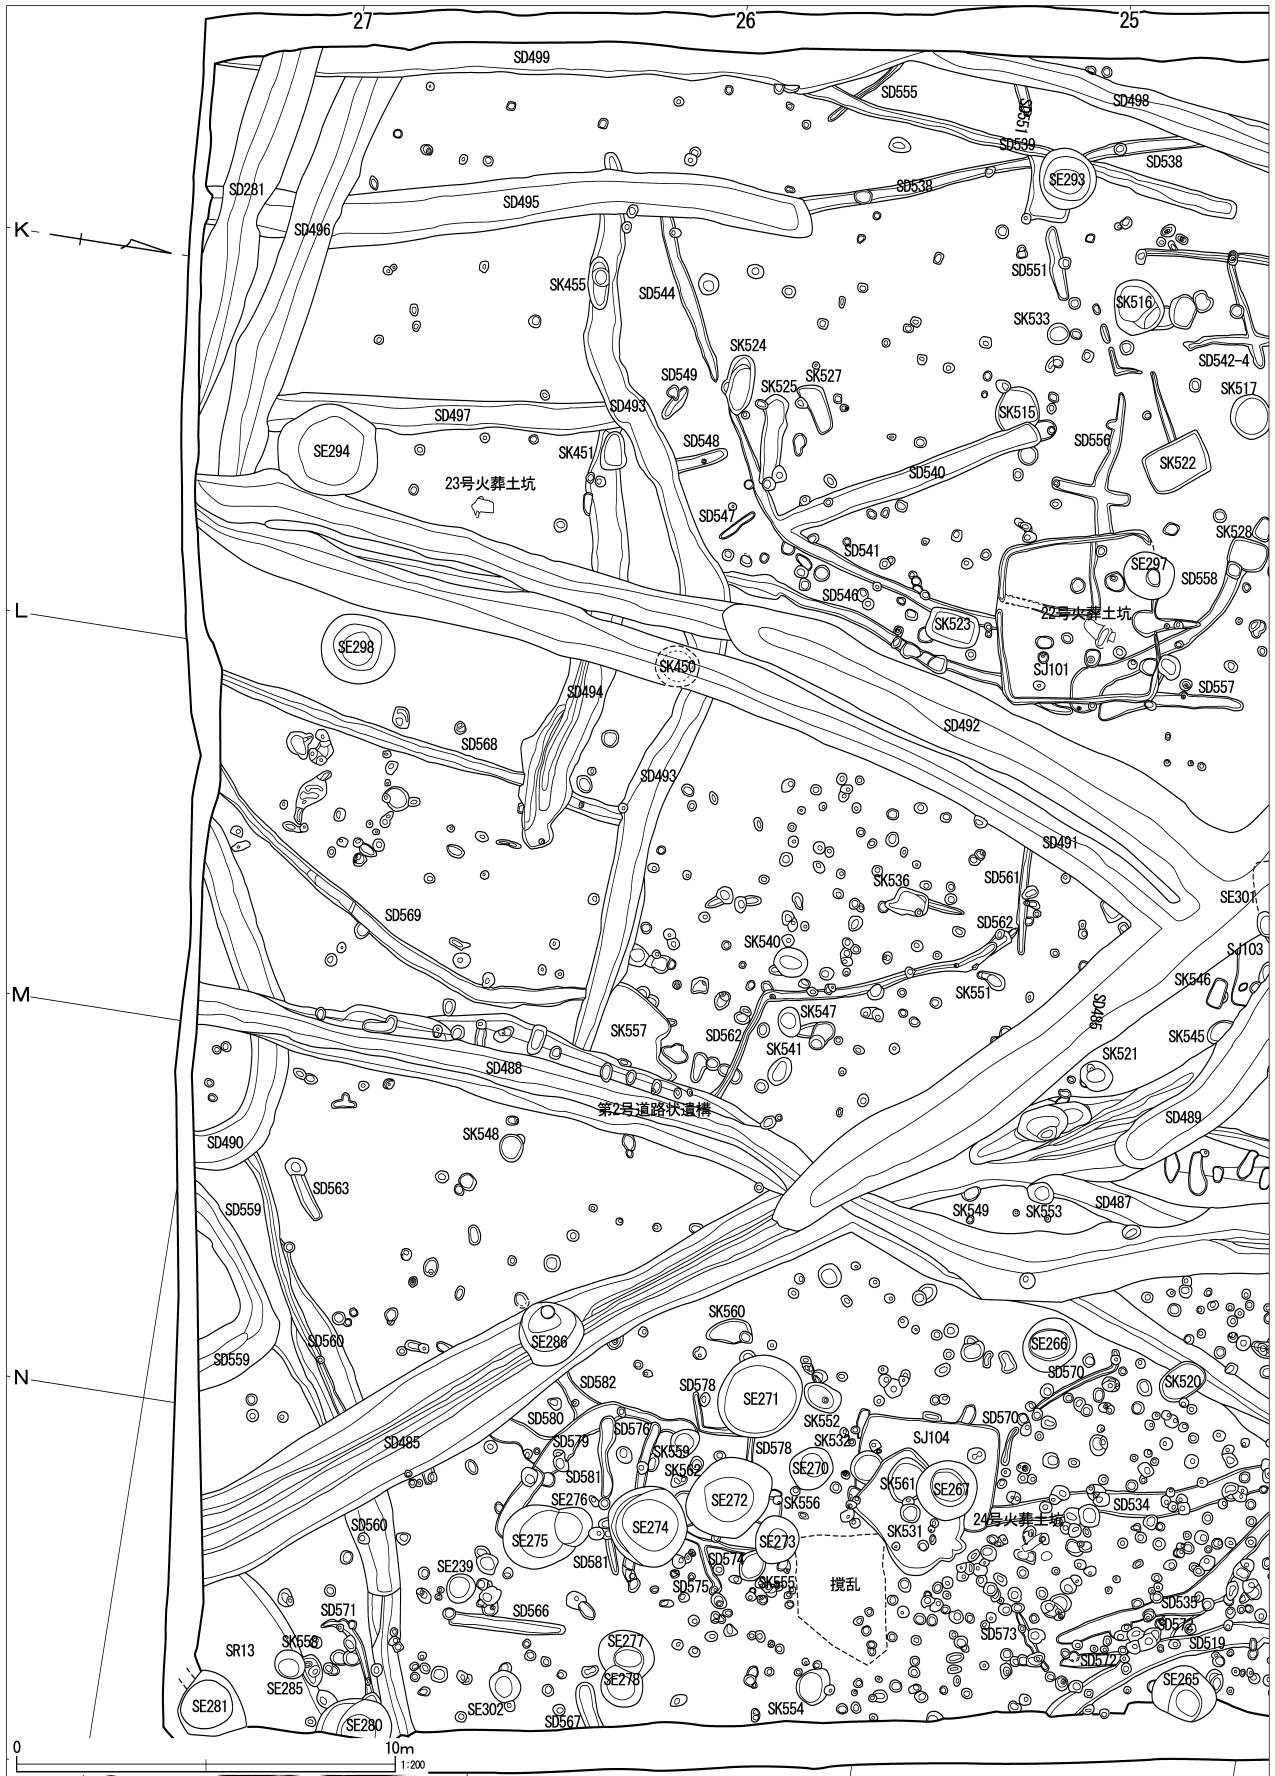 27 26 25
SD499
SD555
SD498
SD551
SD539
SD538
SD281
SD538
SE293
SD495
K
SD496
SK455
SD544
SD551
SK516
SK533
SK524
SD542-4
SD549
SK525
SK527
SK517
SD497
SD493
SK515
SE294
SK451
SD548
SD556
SK522
SD540
23号火葬土坑
SD547
SK528
SD541
SE297
SD558
SD546
L
SK523
22号火葬土坑
SE298
SK450
SJ101
SD494
SD557
SD492
SD568
SD493
SD491
SK536
SD561
SE301
SD569
SD562
SK540
SJ103
SK546
SK551
M
SK547
SD485
SK557
SD562
SK545
SK541
SK521
SD488
第2号道路状遺構
SD489
SK548
SD490
SD563
SD559
SK549
SK553
SD487
SK560
SD560
SE286
SE266
SD559
SD570
N
SD582
SD578
SE271
SK520
SD580
SK552
SD570
SD576
SD485
SD579
SK559
SD578
SK532
SJ104
SK562
SE270
SD581
SK561
SE267
SE276
SE272
SK556
SD534
24号火葬土坑
SD560
SE275
SE274
SE273
SK531
SE239
SD581
SD574
SD575
SK555
撹乱
SD535
SD571
SD566
SD572
SD573
SD519
SR13
SK558
SE277
SD572
SE285
SE278
SE265
SE281
SE302
SK554
SE280
SD567
0 10m
1:200